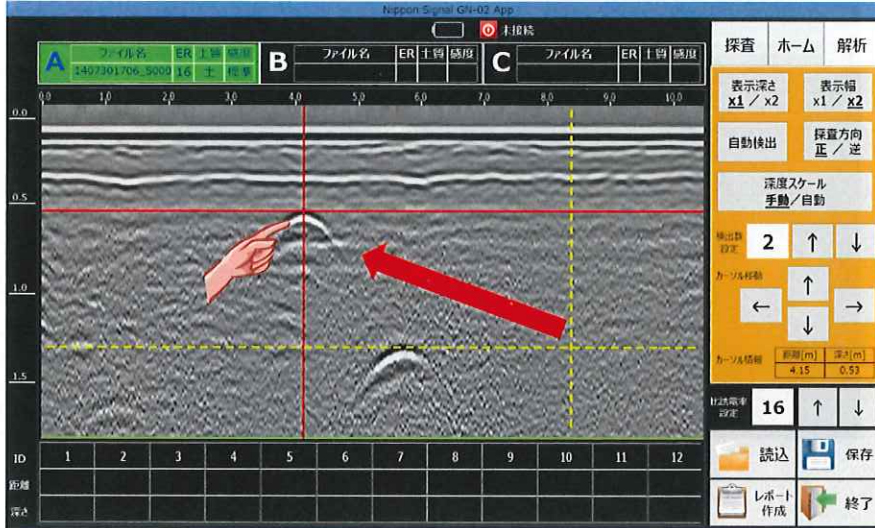 Nippon Signal GN-02 App
未接続
A ファイル名 ER 土質 感度
1407301706_5000 16 土 標準
B ファイル名 ER 土質 感度
C ファイル名 ER 土質 感度
探査 ホーム 解析
表示深さ
x1 / x2
表示幅
x1 / x2
自動検出
探査方向
正 / 逆
深度スケール
手動/自動
検出数
設定
2 ↑ ↓
カーソル移動
↑
← →
↓
カーソル情報
距離[m] 深さ[m]
4.15 0.53
比誘電率
設定
16 ↑ ↓
読込 保存
レポート
作成
終了
0.0 1.0 2.0 3.0 4.0 5.0 6.0 7.0 8.0 9.0 10.0
0.0
0.5
1.0
1.5
ID 1 2 3 4 5 6 7 8 9 10 11 12
距離
深さ